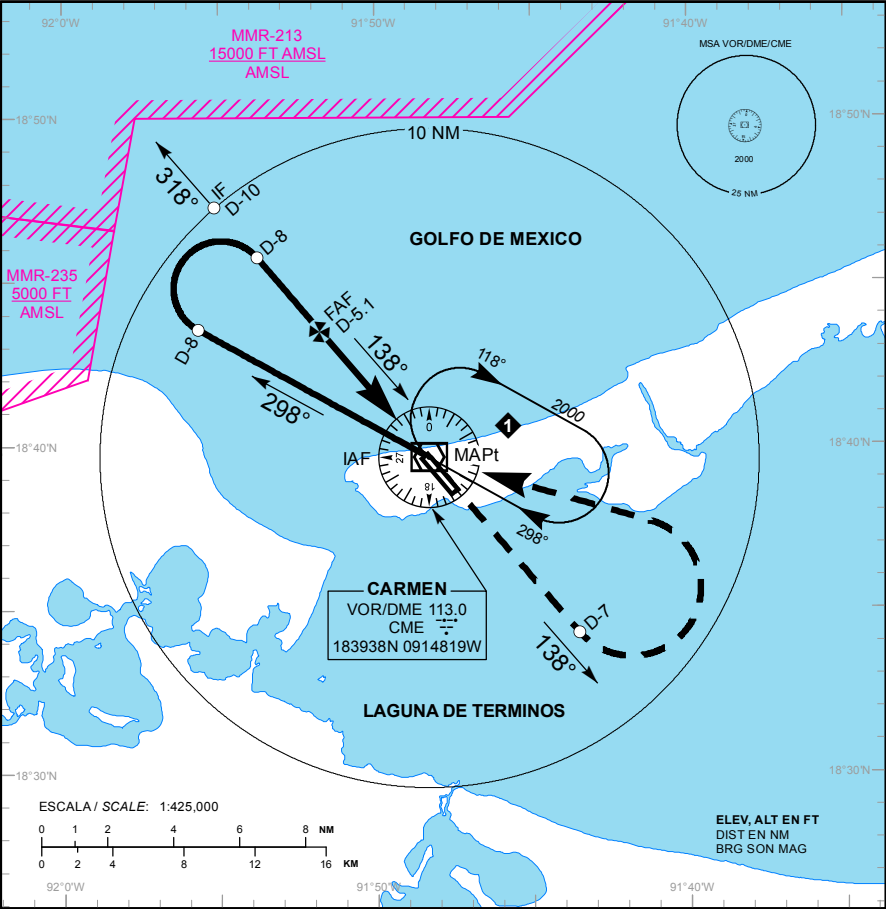 92°0'W
91°50'W
91°40'W
MMR-213
15000 FT AMSL
AMSL
MSA VOR/DME/CME
2000
25 NM
18°50'N
18°50'N
10 NM
318°
IF
D-10
GOLFO DE MEXICO
D-8
MMR-235
5000 FT
AMSL
FAF
D-5.1
D-8
138°
118°
298°
2000
1
18°40'N
18°40'N
IAF
MAPt
0
27
18
298°
CARMEN
VOR/DME 113.0
CME
183938N 0914819W
D-7
138°
LAGUNA DE TERMINOS
18°30'N
18°30'N
ESCALA / SCALE: 1:425,000
0 1 2 4 6 8 NM
0 2 4 8 12 16 KM
ELEV, ALT EN FT
DIST EN NM
BRG SON MAG
92°0'W
91°50'W
91°40'W